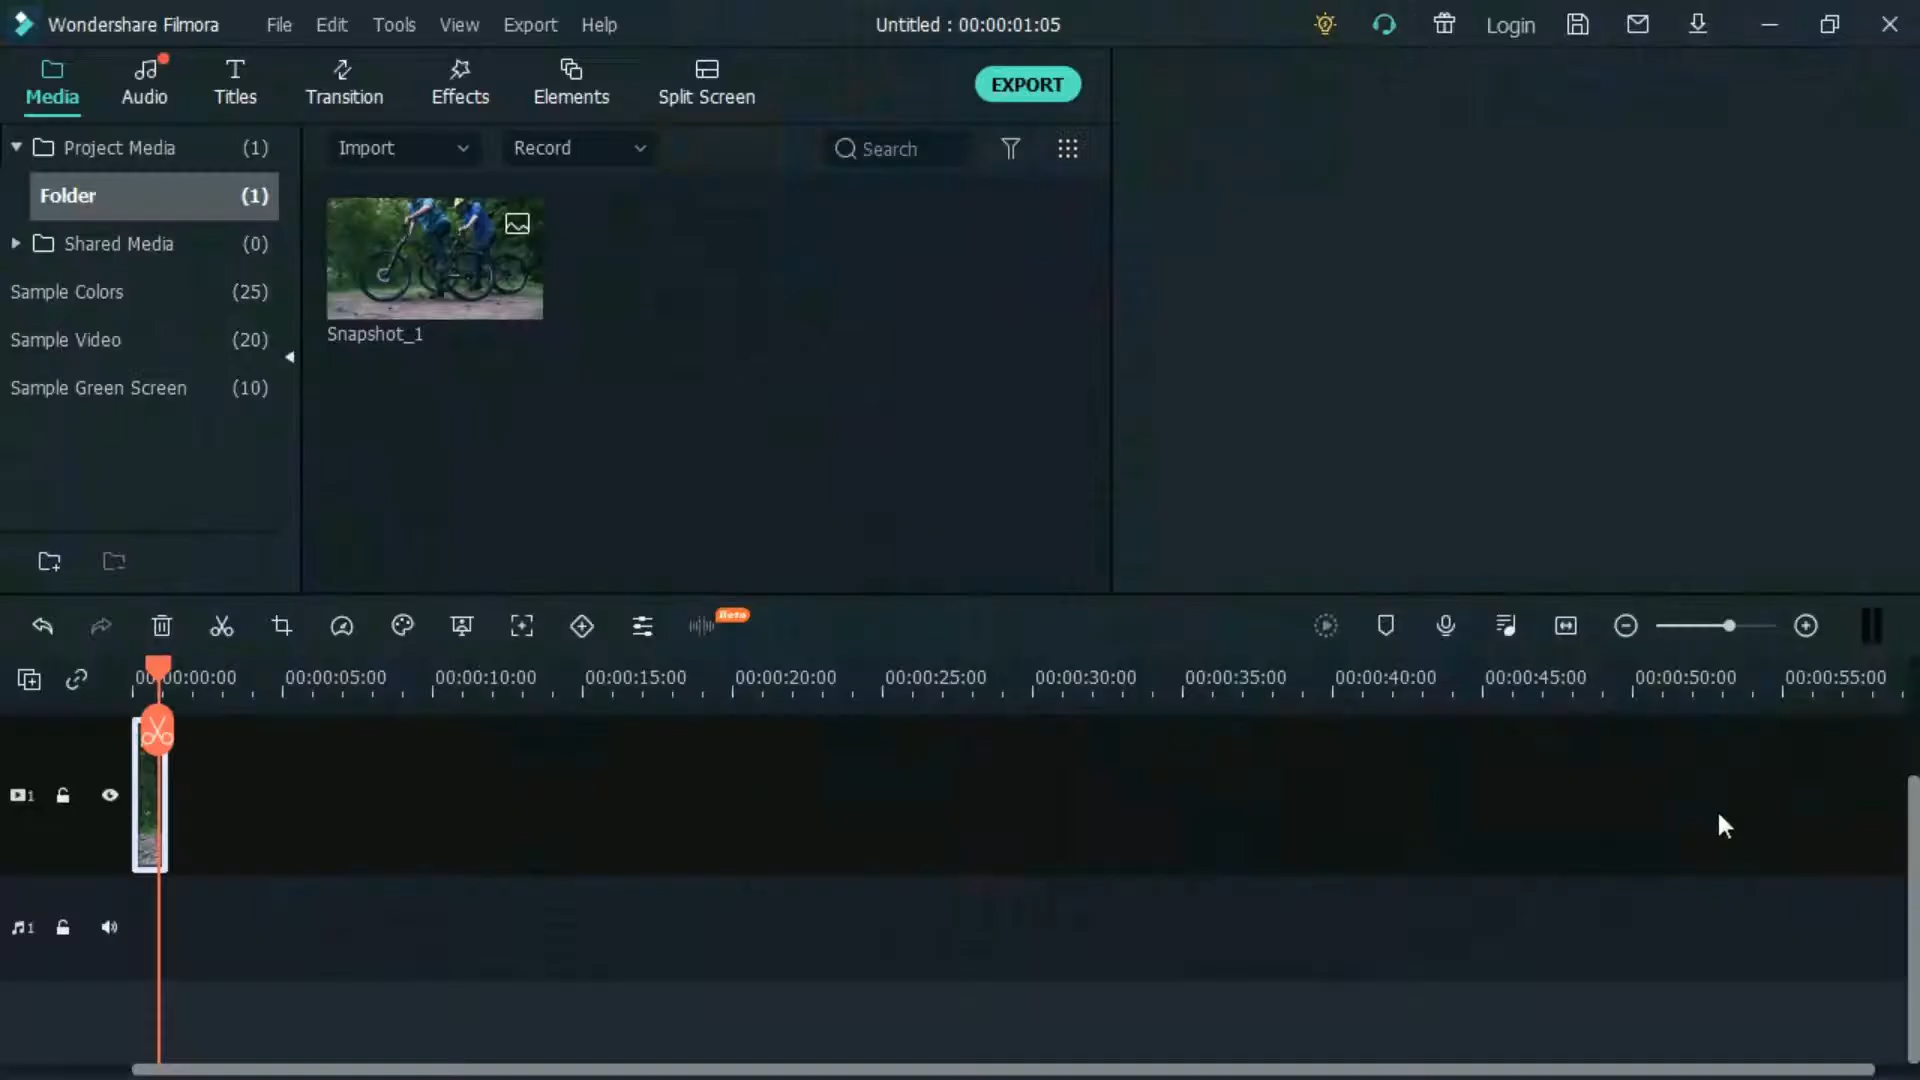 Wondershare Filmora File Edit Tools View Export Help Untitled : 00:00:01:05 Login
Media Audio Titles Transition Effects Elements Split Screen EXPORT
Project Media (1)
Folder (1)
Shared Media (0)
Sample Colors (25)
Sample Video (20)
Sample Green Screen (10)
Import Record Search
Snapshot_1
Beta
00:00:00:00 00:00:05:00 00:00:10:00 00:00:15:00 00:00:20:00 00:00:25:00 00:00:30:00 00:00:35:00 00:00:40:00 00:00:45:00 00:00:50:00 00:00:55:00
1
1